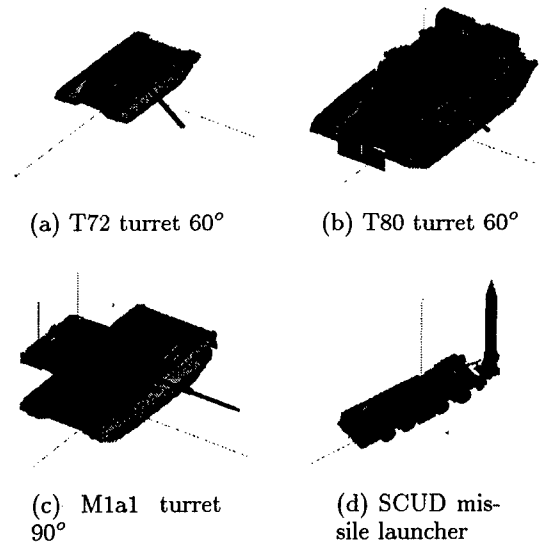 (a) T72 turret 60°
(b) T80 turret 60°
(c) M1a1 turret
90°
(d) SCUD mis-
sile launcher